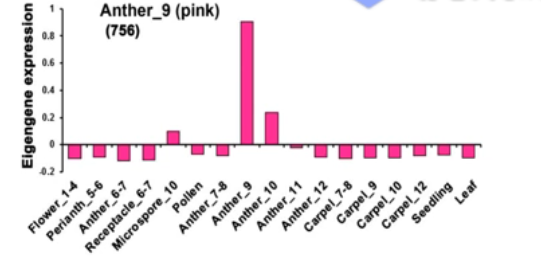 Anther_9 (pink)
(756)
Eigengene expression
1
0.8
0.6
0.4
0.2
0
-0.2
Flower_1-4
Perianth_5-6
Anther_6-7
Receptacle_6-7
Microspore_10
Pollen
Anther_7-8
Anther_9
Anther_10
Anther_11
Anther_12
Carpel_7-8
Carpel_9
Carpel_10
Carpel_12
Seedling
Leaf